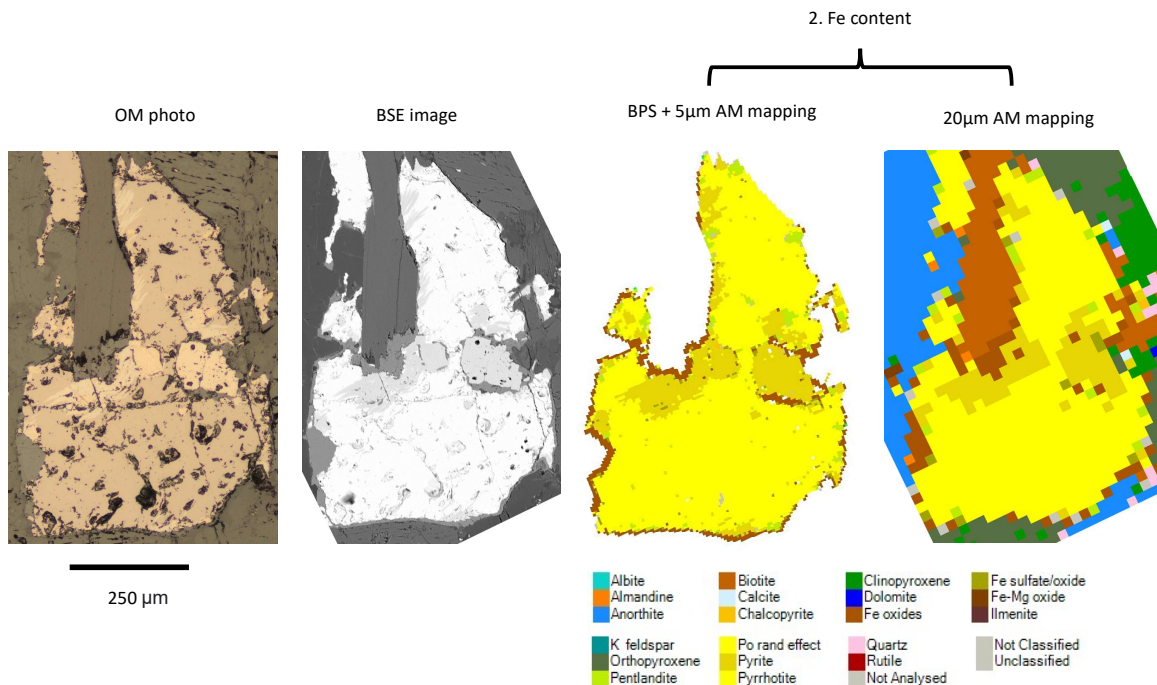 2. Fe content
OM photo
BSE image
BPS + 5µm AM mapping
20µm AM mapping
250 µm
Albite
Almandine
Anorthite
Biotite
Calcite
Chalcopyrite
Clinopyroxene
Dolomite
Fe oxides
Fe sulfate/oxide
Fe-Mg oxide
Ilmenite
K feldspar
Orthopyroxene
Pentlandite
Po rand effect
Pyrite
Pyrrhotite
Quartz
Rutile
Not Analysed
Not Classified
Unclassified